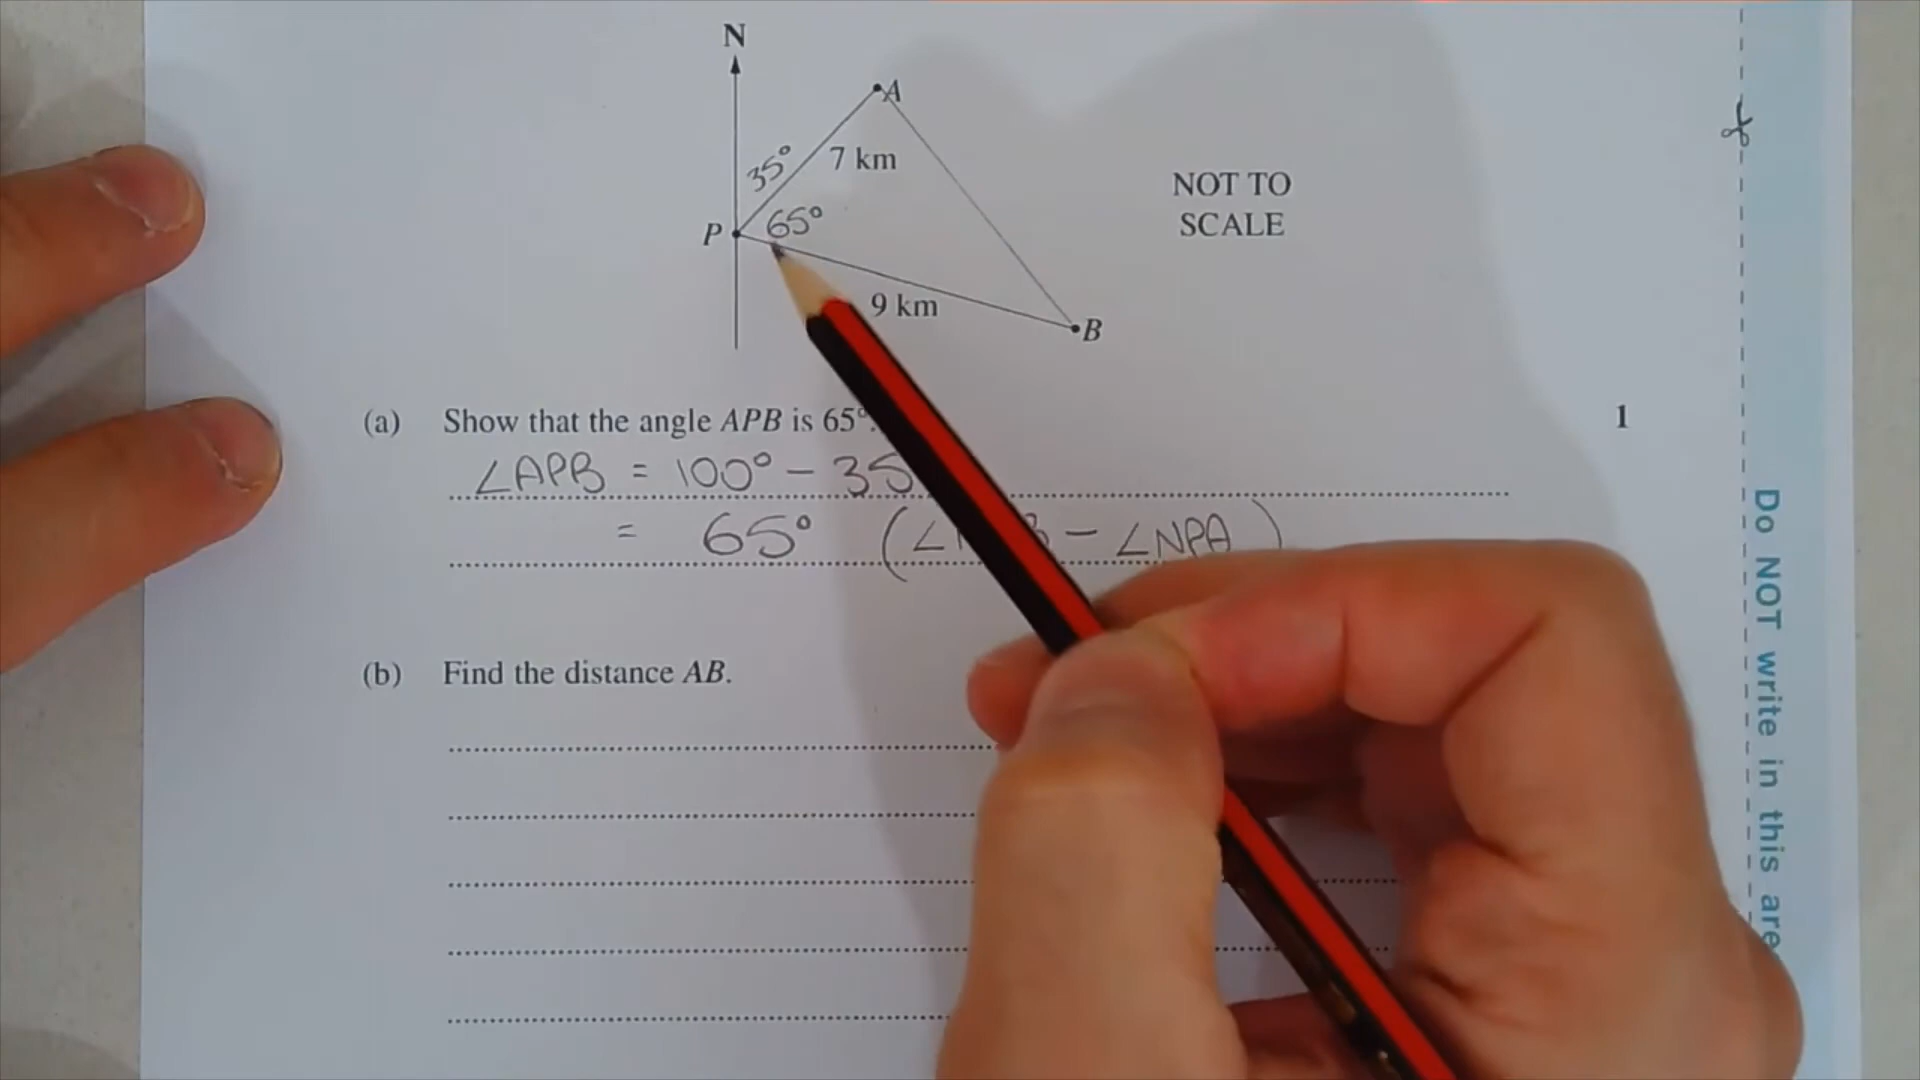 N
A
35°
7 km
NOT TO
SCALE
P
65°
9 km
B
(a) Show that the angle APB is 65°. 1
∠APB = 100° – 35
= 65° (∠ B – ∠NPA)
(b) Find the distance AB.
Do NOT write in this are